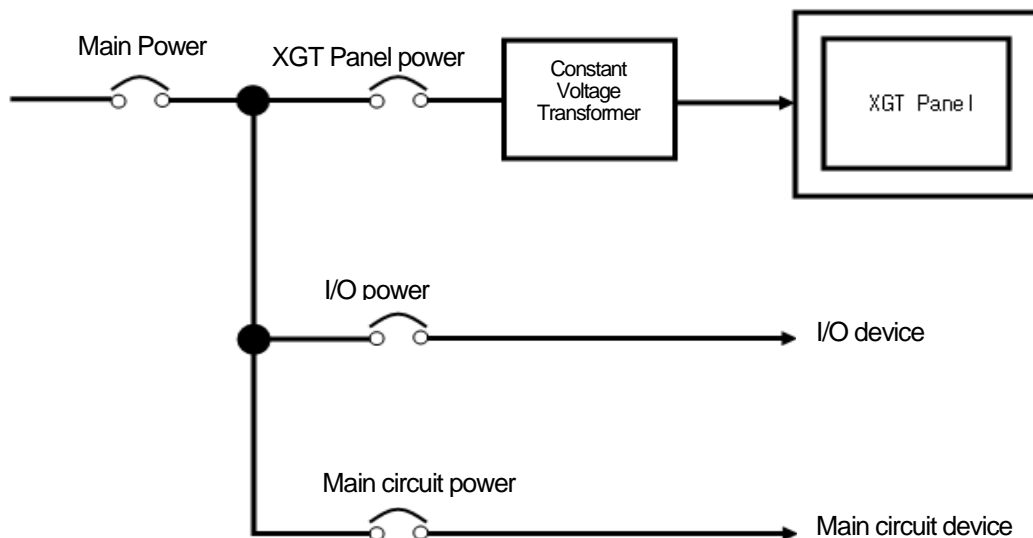 Main Power
XGT Panel power
Constant
Voltage
Transformer
XGT Panel
I/O power
I/O device
Main circuit power
Main circuit device